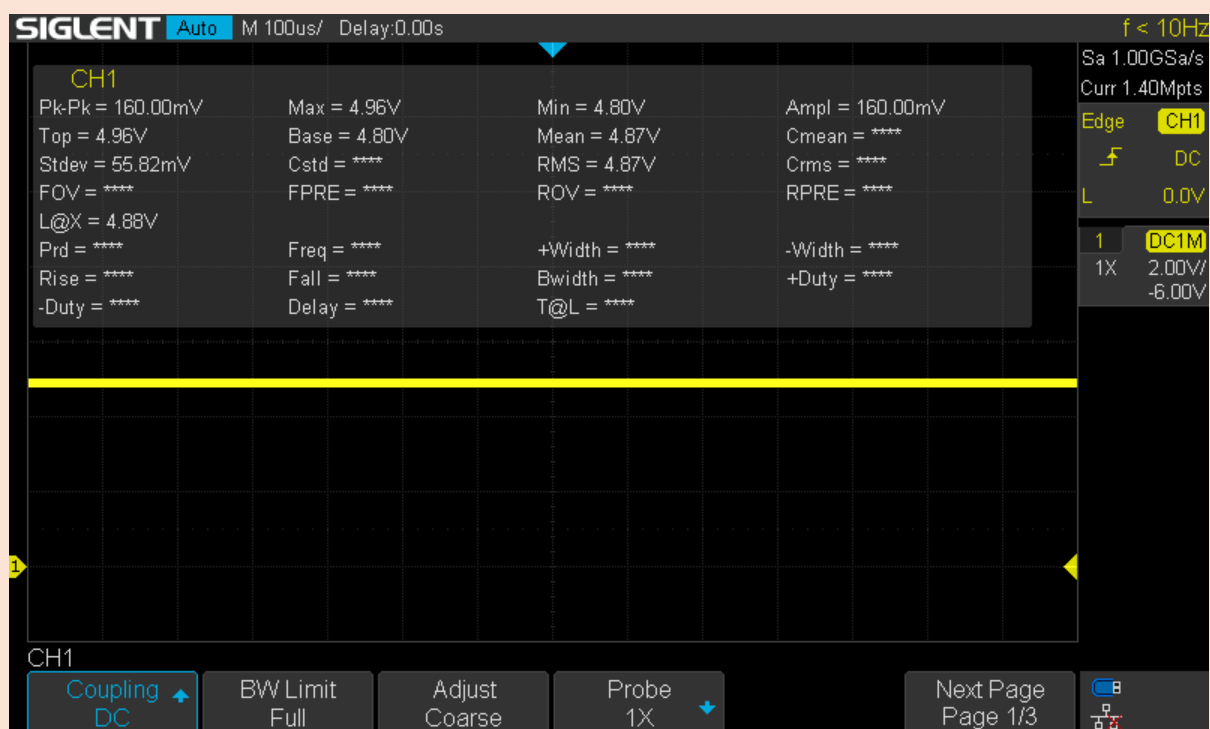 SIGLENT Auto M 100us/ Delay:0.00s f < 10Hz
Sa 1.00GSa/s
Curr 1.40Mpts
CH1
Pk-Pk = 160.00mV Max = 4.96V Min = 4.80V Ampl = 160.00mV
Top = 4.96V Base = 4.80V Mean = 4.87V Cmean = ****
Stdev = 55.82mV Cstd = **** RMS = 4.87V Crms = ****
FOV = **** FPRE = **** ROV = **** RPRE = ****
L@X = 4.88V
Prd = **** Freq = **** +Width = **** -Width = ****
Rise = **** Fall = **** Bwidth = **** +Duty = ****
-Duty = **** Delay = **** T@L = ****
Edge CH1
DC
L 0.0V
1 DC1M
1X 2.00V/
-6.00V
1
CH1
Coupling BW Limit Adjust Probe Next Page
DC Full Coarse 1X Page 1/3